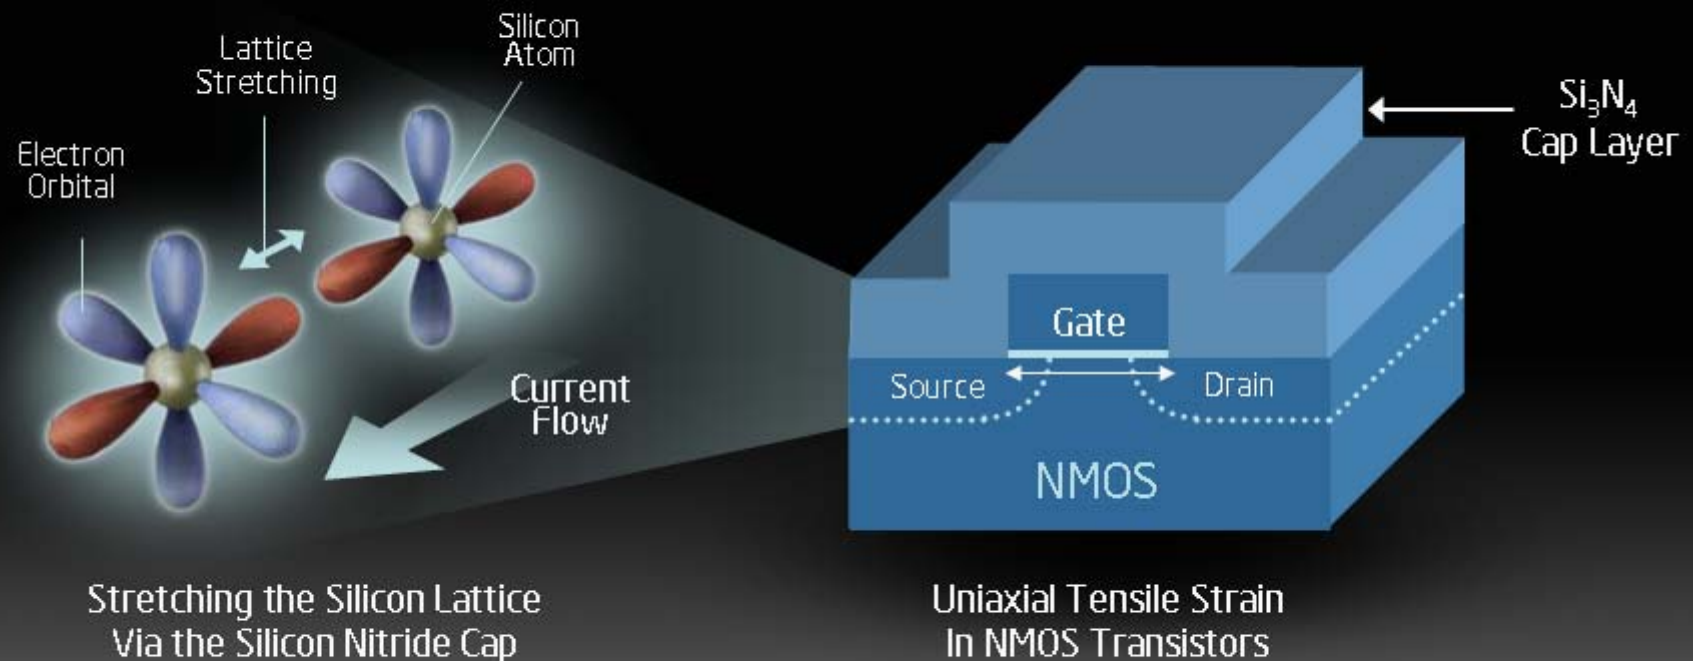 Lattice
Stretching
Silicon
Atom
Electron
Orbital
Current
Flow
Si₃N₄
Cap Layer
Gate
Source
Drain
NMOS
Stretching the Silicon Lattice
Via the Silicon Nitride Cap
Uniaxial Tensile Strain
In NMOS Transistors